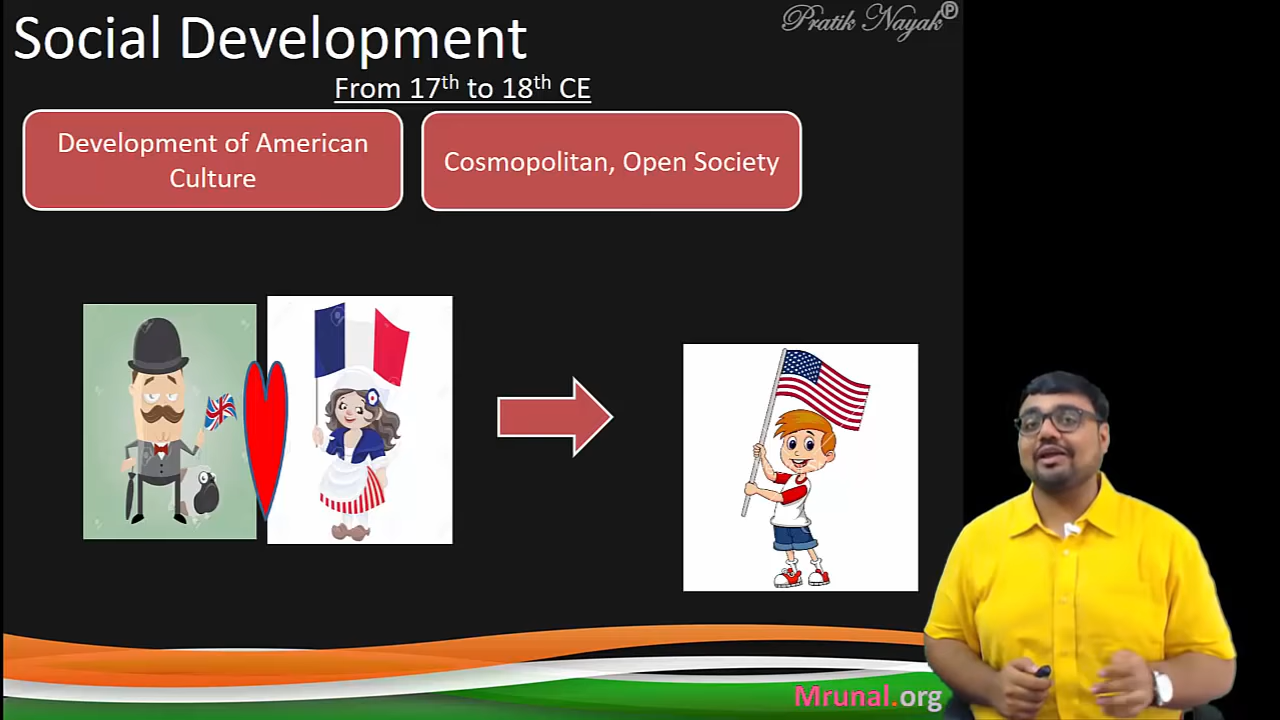 Social Development
Pratik Nayak℗
From 17th to 18th CE
Development of American
Culture
Cosmopolitan, Open Society
Mrunal.org